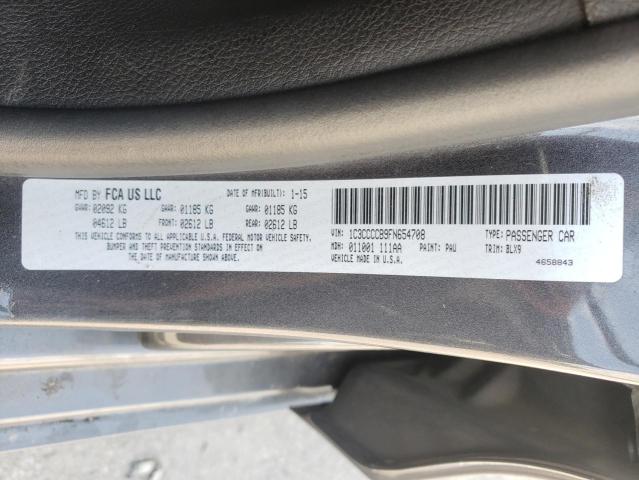 MFD BY FCA US LLC DATE OF MFR(BUILT): 1-15
GVWR: 02092 KG GAWR: 01185 KG GAWR: 01185 KG
04612 LB FRONT: 02612 LB REAR: 02612 LB
THIS VEHICLE CONFORMS TO ALL APPLICABLE U.S.A. FEDERAL MOTOR VEHICLE SAFETY,
BUMPER AND THEFT PREVENTION STANDARDS IN EFFECT ON
THE DATE OF MANUFACTURE SHOWN ABOVE.
VIN: 1C3CCCCB9FN654708 TYPE: PASSENGER CAR
MDH: 011001 111AA PAINT: PAU TRIM: BLX9
VEHICLE MADE IN U.S.A. 4658843